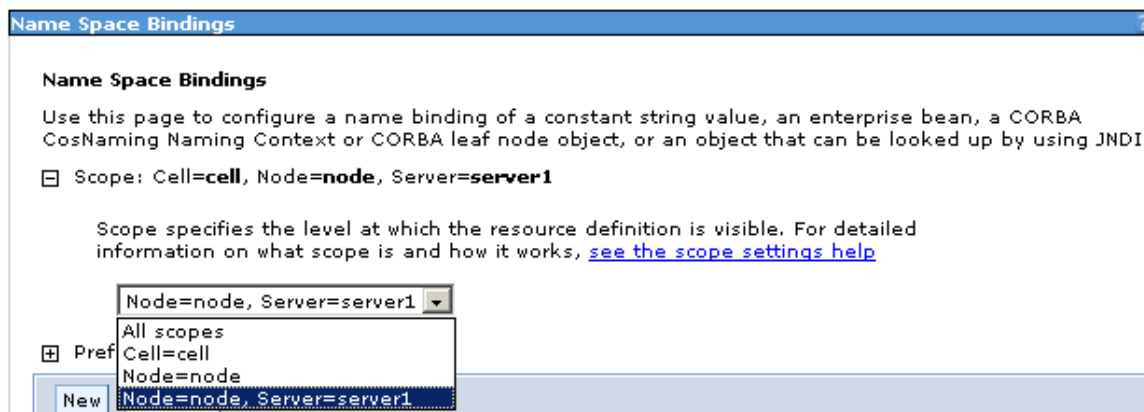 Name Space Bindings
Name Space Bindings
Use this page to configure a name binding of a constant string value, an enterprise bean, a CORBA
CosNaming Naming Context or CORBA leaf node object, or an object that can be looked up by using JNDI
Scope: Cell=cell, Node=node, Server=server1
Scope specifies the level at which the resource definition is visible. For detailed
information on what scope is and how it works, see the scope settings help
Node=node, Server=server1
All scopes
Pref Cell=cell
Node=node
New Node=node, Server=server1